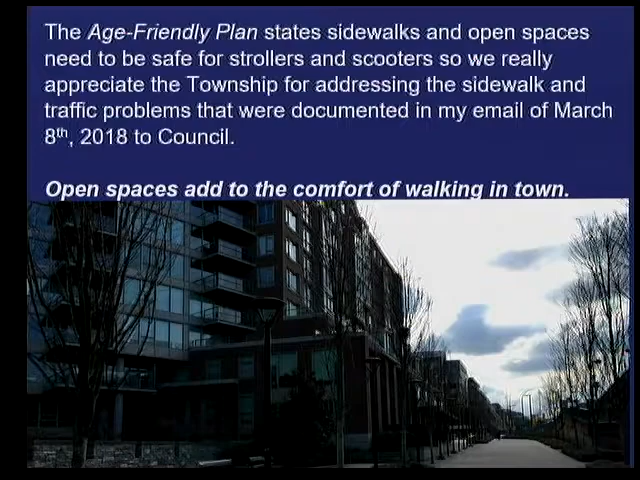 The Age-Friendly Plan states sidewalks and open spaces
need to be safe for strollers and scooters so we really
appreciate the Township for addressing the sidewalk and
traffic problems that were documented in my email of March
8th, 2018 to Council.
Open spaces add to the comfort of walking in town.